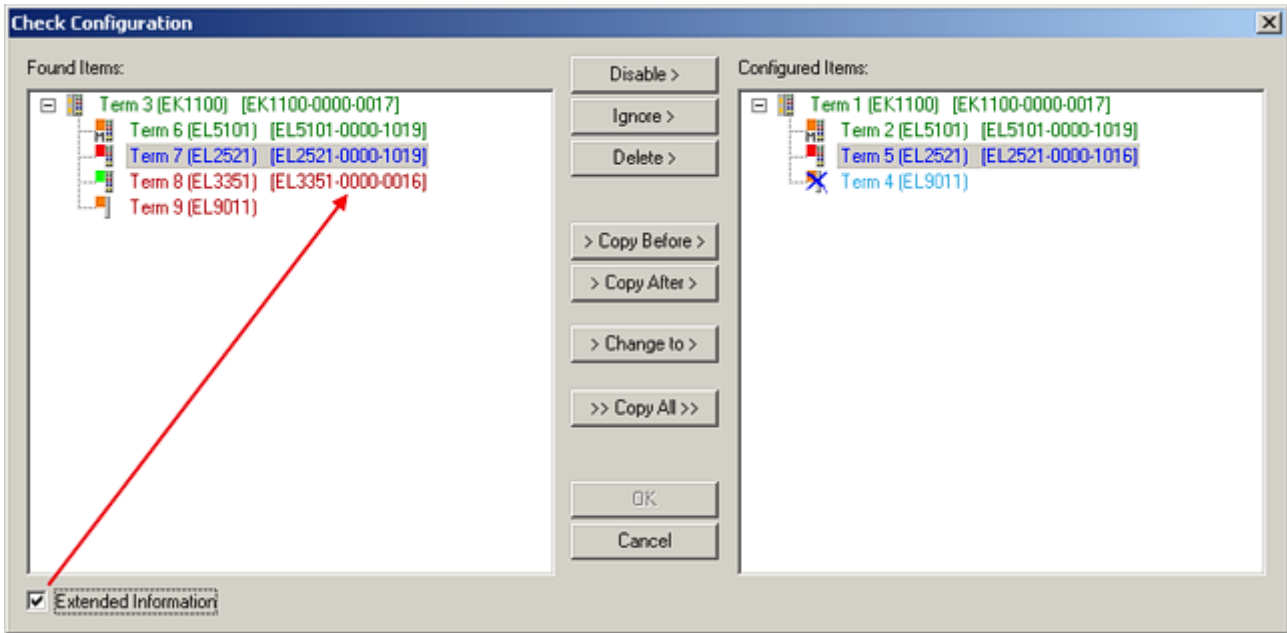 Check Configuration
Found Items:
Term 3 (EK1100) [EK1100-0000-0017]
Term 6 (EL5101) [EL5101-0000-1019]
Term 7 (EL2521) [EL2521-0000-1019]
Term 8 (EL3351) [EL3351-0000-0016]
Term 9 (EL9011)
Extended Information
Disable >
Ignore >
Delete >
> Copy Before >
> Copy After >
> Change to >
>> Copy All >>
OK
Cancel
Configured Items:
Term 1 (EK1100) [EK1100-0000-0017]
Term 2 (EL5101) [EL5101-0000-1019]
Term 5 (EL2521) [EL2521-0000-1016]
Term 4 (EL9011)